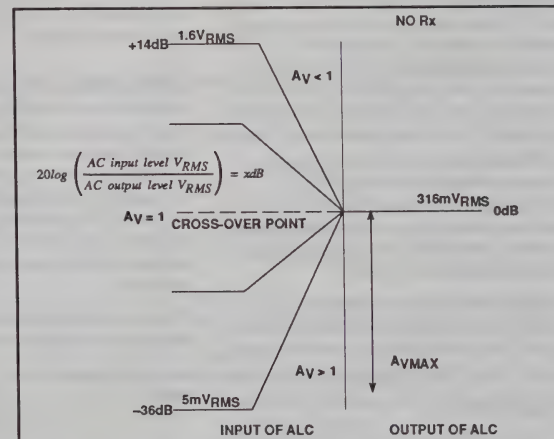 NO Rx
+14dB 1.6VRMS
AV < 1
20log ( AC input level VRMS / AC output level VRMS ) = xdB
316mVRMS
0dB
AV = 1
CROSS-OVER POINT
AV > 1
AVMAX
5mVRMS
–36dB
INPUT OF ALC OUTPUT OF ALC